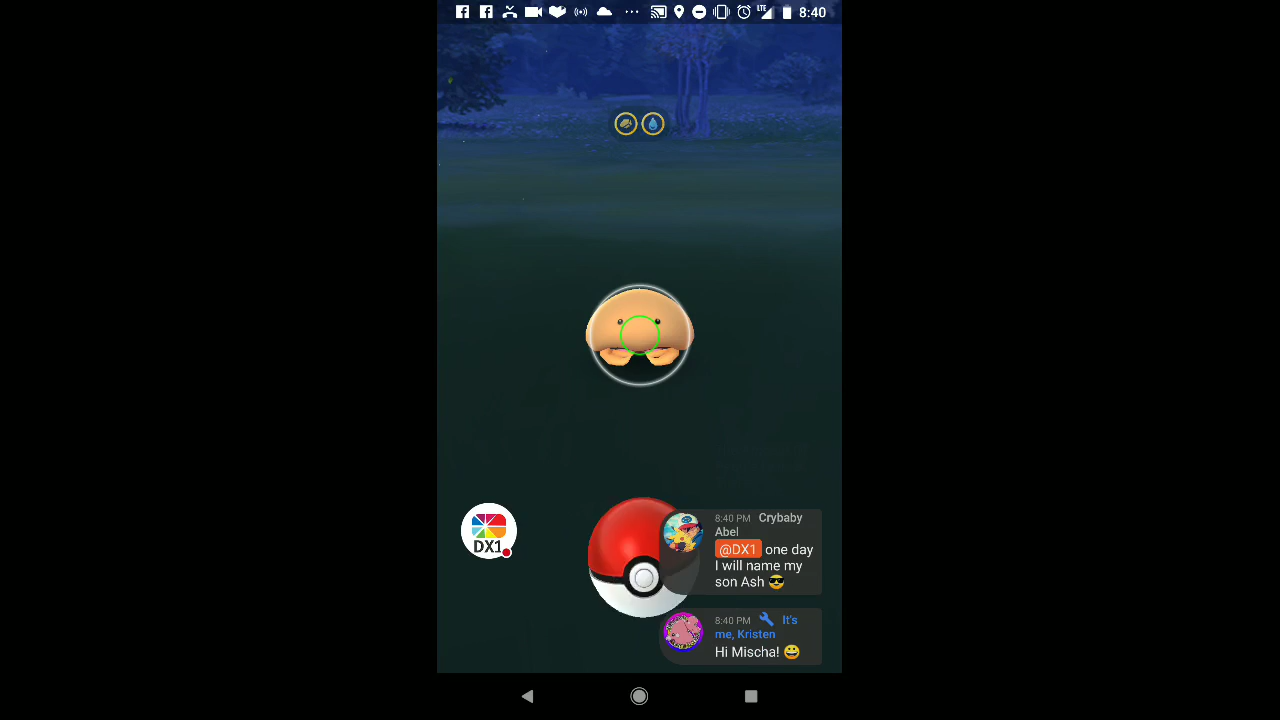 LTE 8:40
DX1
8:40 PM Crybaby
Abel
@DX1 one day
I will name my
son Ash 😎
8:40 PM It's
me, Kristen
Hi Mischa! 😀